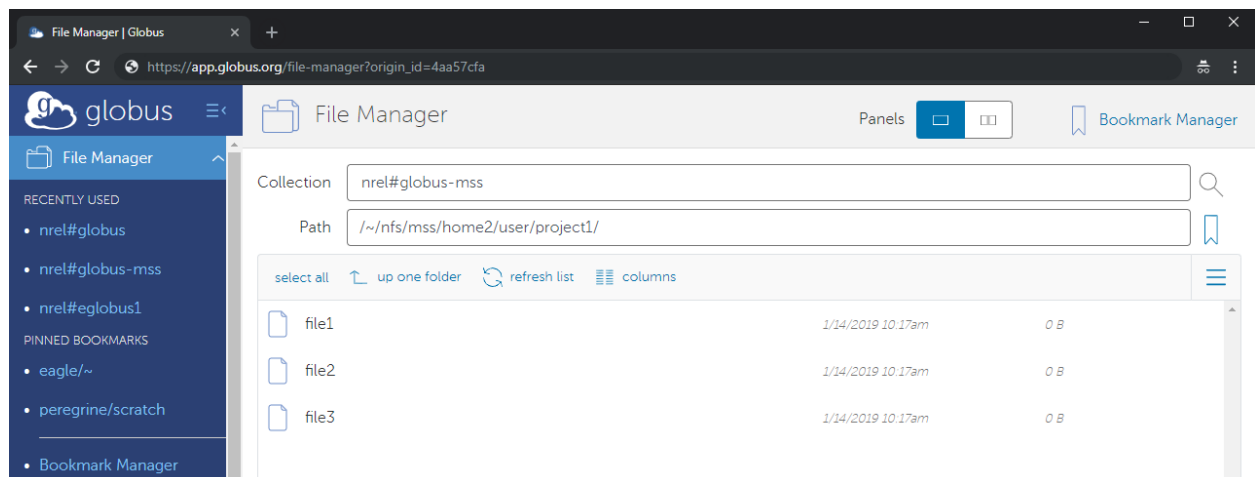 File Manager | Globus
https://app.globus.org/file-manager?origin_id=4aa57cfa
globus
File Manager
Panels
Bookmark Manager
File Manager
RECENTLY USED
• nrel#globus
• nrel#globus-mss
• nrel#eglobus1
PINNED BOOKMARKS
• eagle/~
• peregrine/scratch
• Bookmark Manager
Collection nrel#globus-mss
Path /~/nfs/mss/home2/user/project1/
select all up one folder refresh list columns
file1 1/14/2019 10:17am 0 B
file2 1/14/2019 10:17am 0 B
file3 1/14/2019 10:17am 0 B